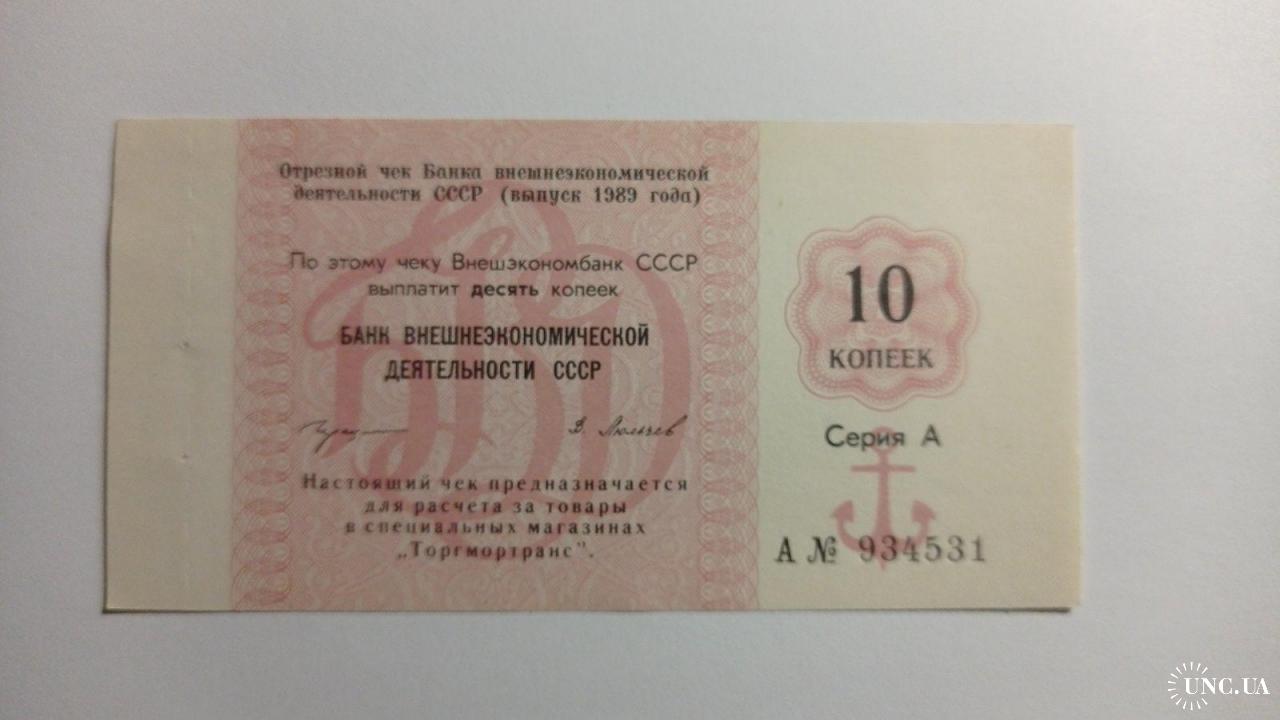 Отрезной чек Банка внешнеэкономической
деятельности СССР (выпуск 1989 года)
По этому чеку Внешэкономбанк СССР
выплатит десять копеек
БАНК ВНЕШНЕЭКОНОМИЧЕСКОЙ
ДЕЯТЕЛЬНОСТИ СССР
В.
Настоящий чек предназначается
для расчета за товары
в специальных магазинах
„Торгмортранс".
10
КОПЕЕК
Серия А
А № 934531
UNC.UA